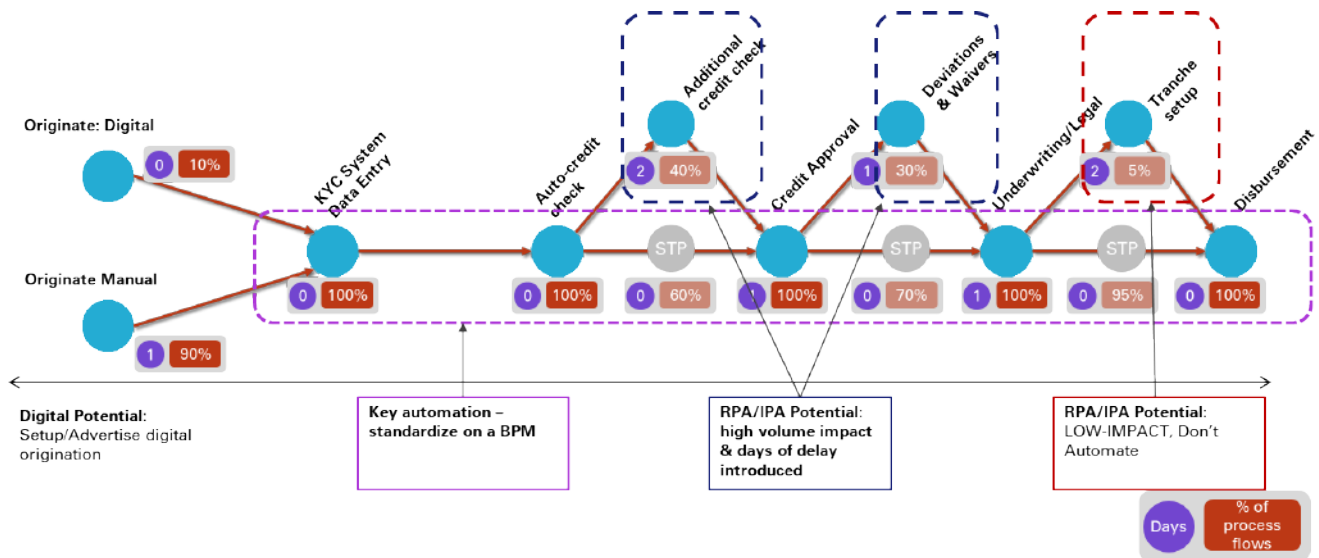 Originate: Digital
0 10%
Originate Manual
1 90%
KYC System
Data Entry
0 100%
Auto-credit
check
0 100%
Additional
credit check
2 40%
STP
0 60%
Credit Approval
100%
Deviations
& Waivers
1 30%
STP
0 70%
Underwriting/Legal
1 100%
Tranche
setup
2 5%
STP
0 95%
Disbursement
0 100%
Digital Potential:
Setup/Advertise digital
origination
Key automation –
standardize on a BPM
RPA/IPA Potential:
high volume impact
& days of delay
introduced
RPA/IPA Potential:
LOW-IMPACT, Don't
Automate
Days
% of
process
flows